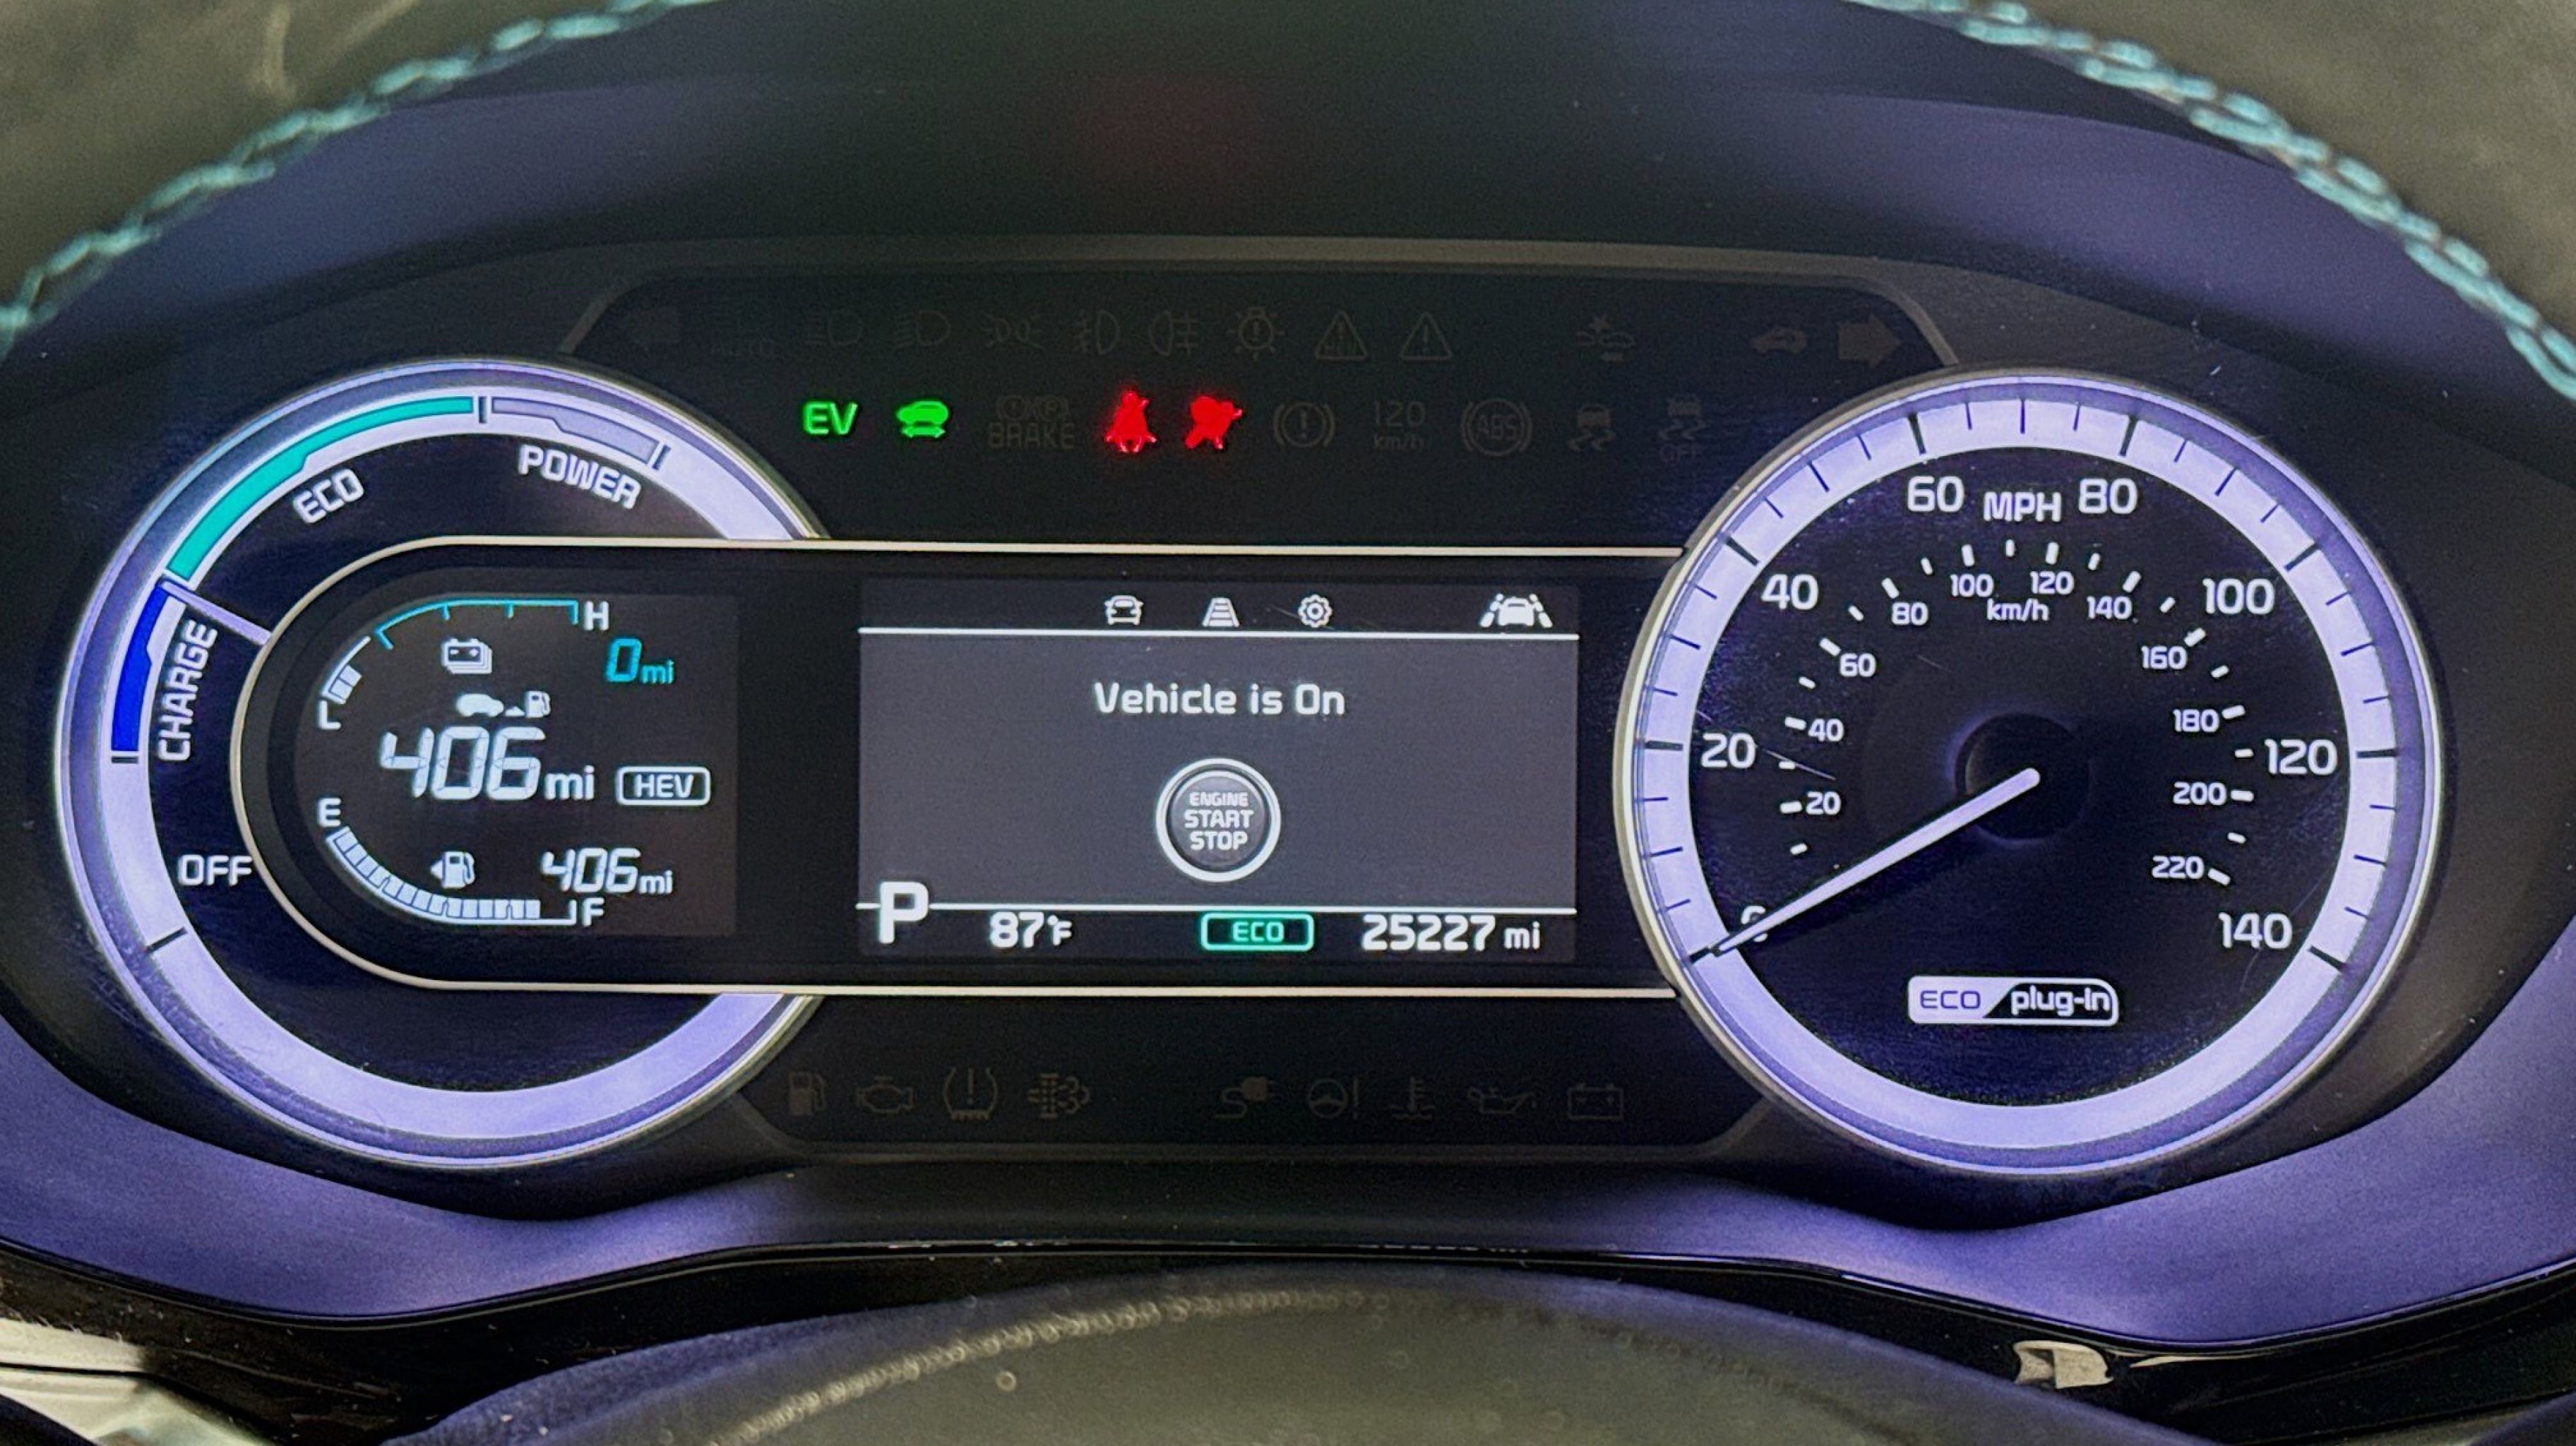 EV
BRAKE
120
km/h
ABS
OFF
ECO
POWER
CHARGE
OFF
H
0mi
L
406mi
HEV
E
406mi
F
Vehicle is On
ENGINE
START
STOP
P
87°F
ECO
25227 mi
0
20
40
60
MPH
80
100
120
140
20
40
60
80
100
120
140
160
180
200
220
km/h
ECO plug-in